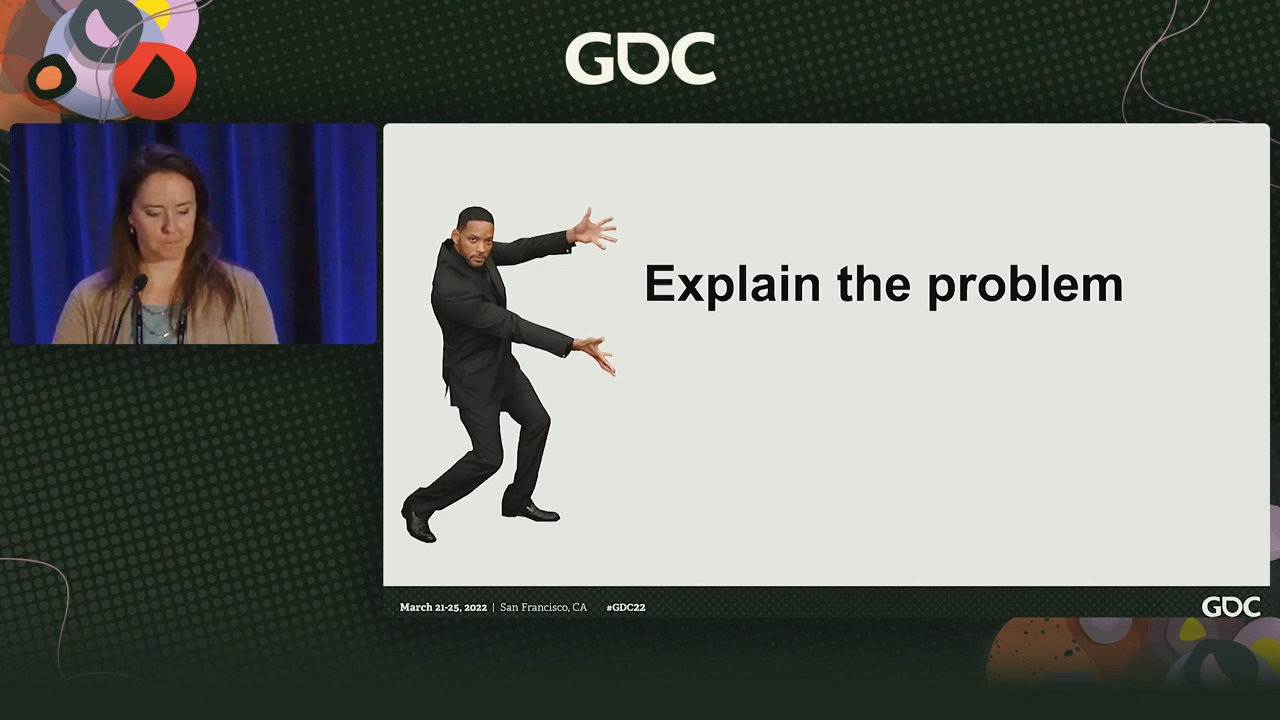 GDC
Explain the problem
March 21-25, 2022 | San Francisco, CA #GDC22
GDC